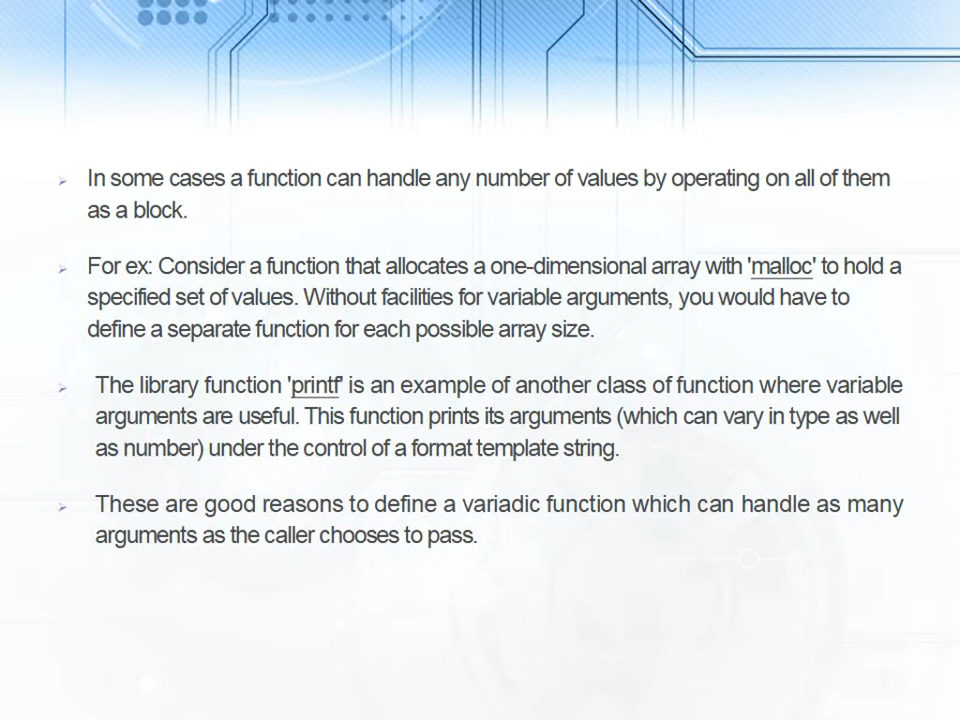 In some cases a function can handle any number of values by operating on all of them
as a block.
For ex: Consider a function that allocates a one-dimensional array with 'malloc' to hold a
specified set of values. Without facilities for variable arguments, you would have to
define a separate function for each possible array size.
The library function 'printf' is an example of another class of function where variable
arguments are useful. This function prints its arguments (which can vary in type as well
as number) under the control of a format template string.
These are good reasons to define a variadic function which can handle as many
arguments as the caller chooses to pass.